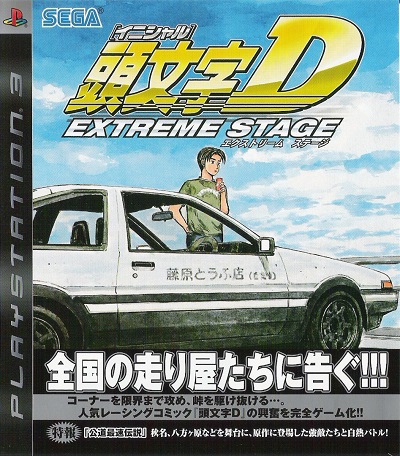 PLAYSTATION 3
SEGA
[イニシャル]
頭文字D
EXTREME STAGE
エクストリーム ステージ
藤原とうふ店(自家用)
全国の走り屋たちに告ぐ!!!
コーナーを限界まで攻め、峠を駆け抜ける…。
人気レーシングコミック『頭文字D』の興奮を完全ゲーム化!!
特報
「公道最速伝説」 秋名、八方ヶ原などを舞台に、原作に登場した強敵たちと白熱バトル!